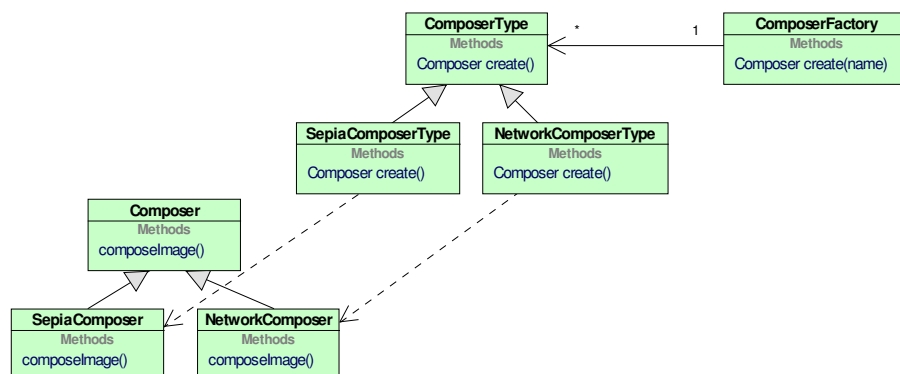 ComposerType
Methods
Composer create()
*
1
ComposerFactory
Methods
Composer create(name)
SepiaComposerType
Methods
Composer create()
NetworkComposerType
Methods
Composer create()
Composer
Methods
composeImage()
SepiaComposer
Methods
composeImage()
NetworkComposer
Methods
composeImage()